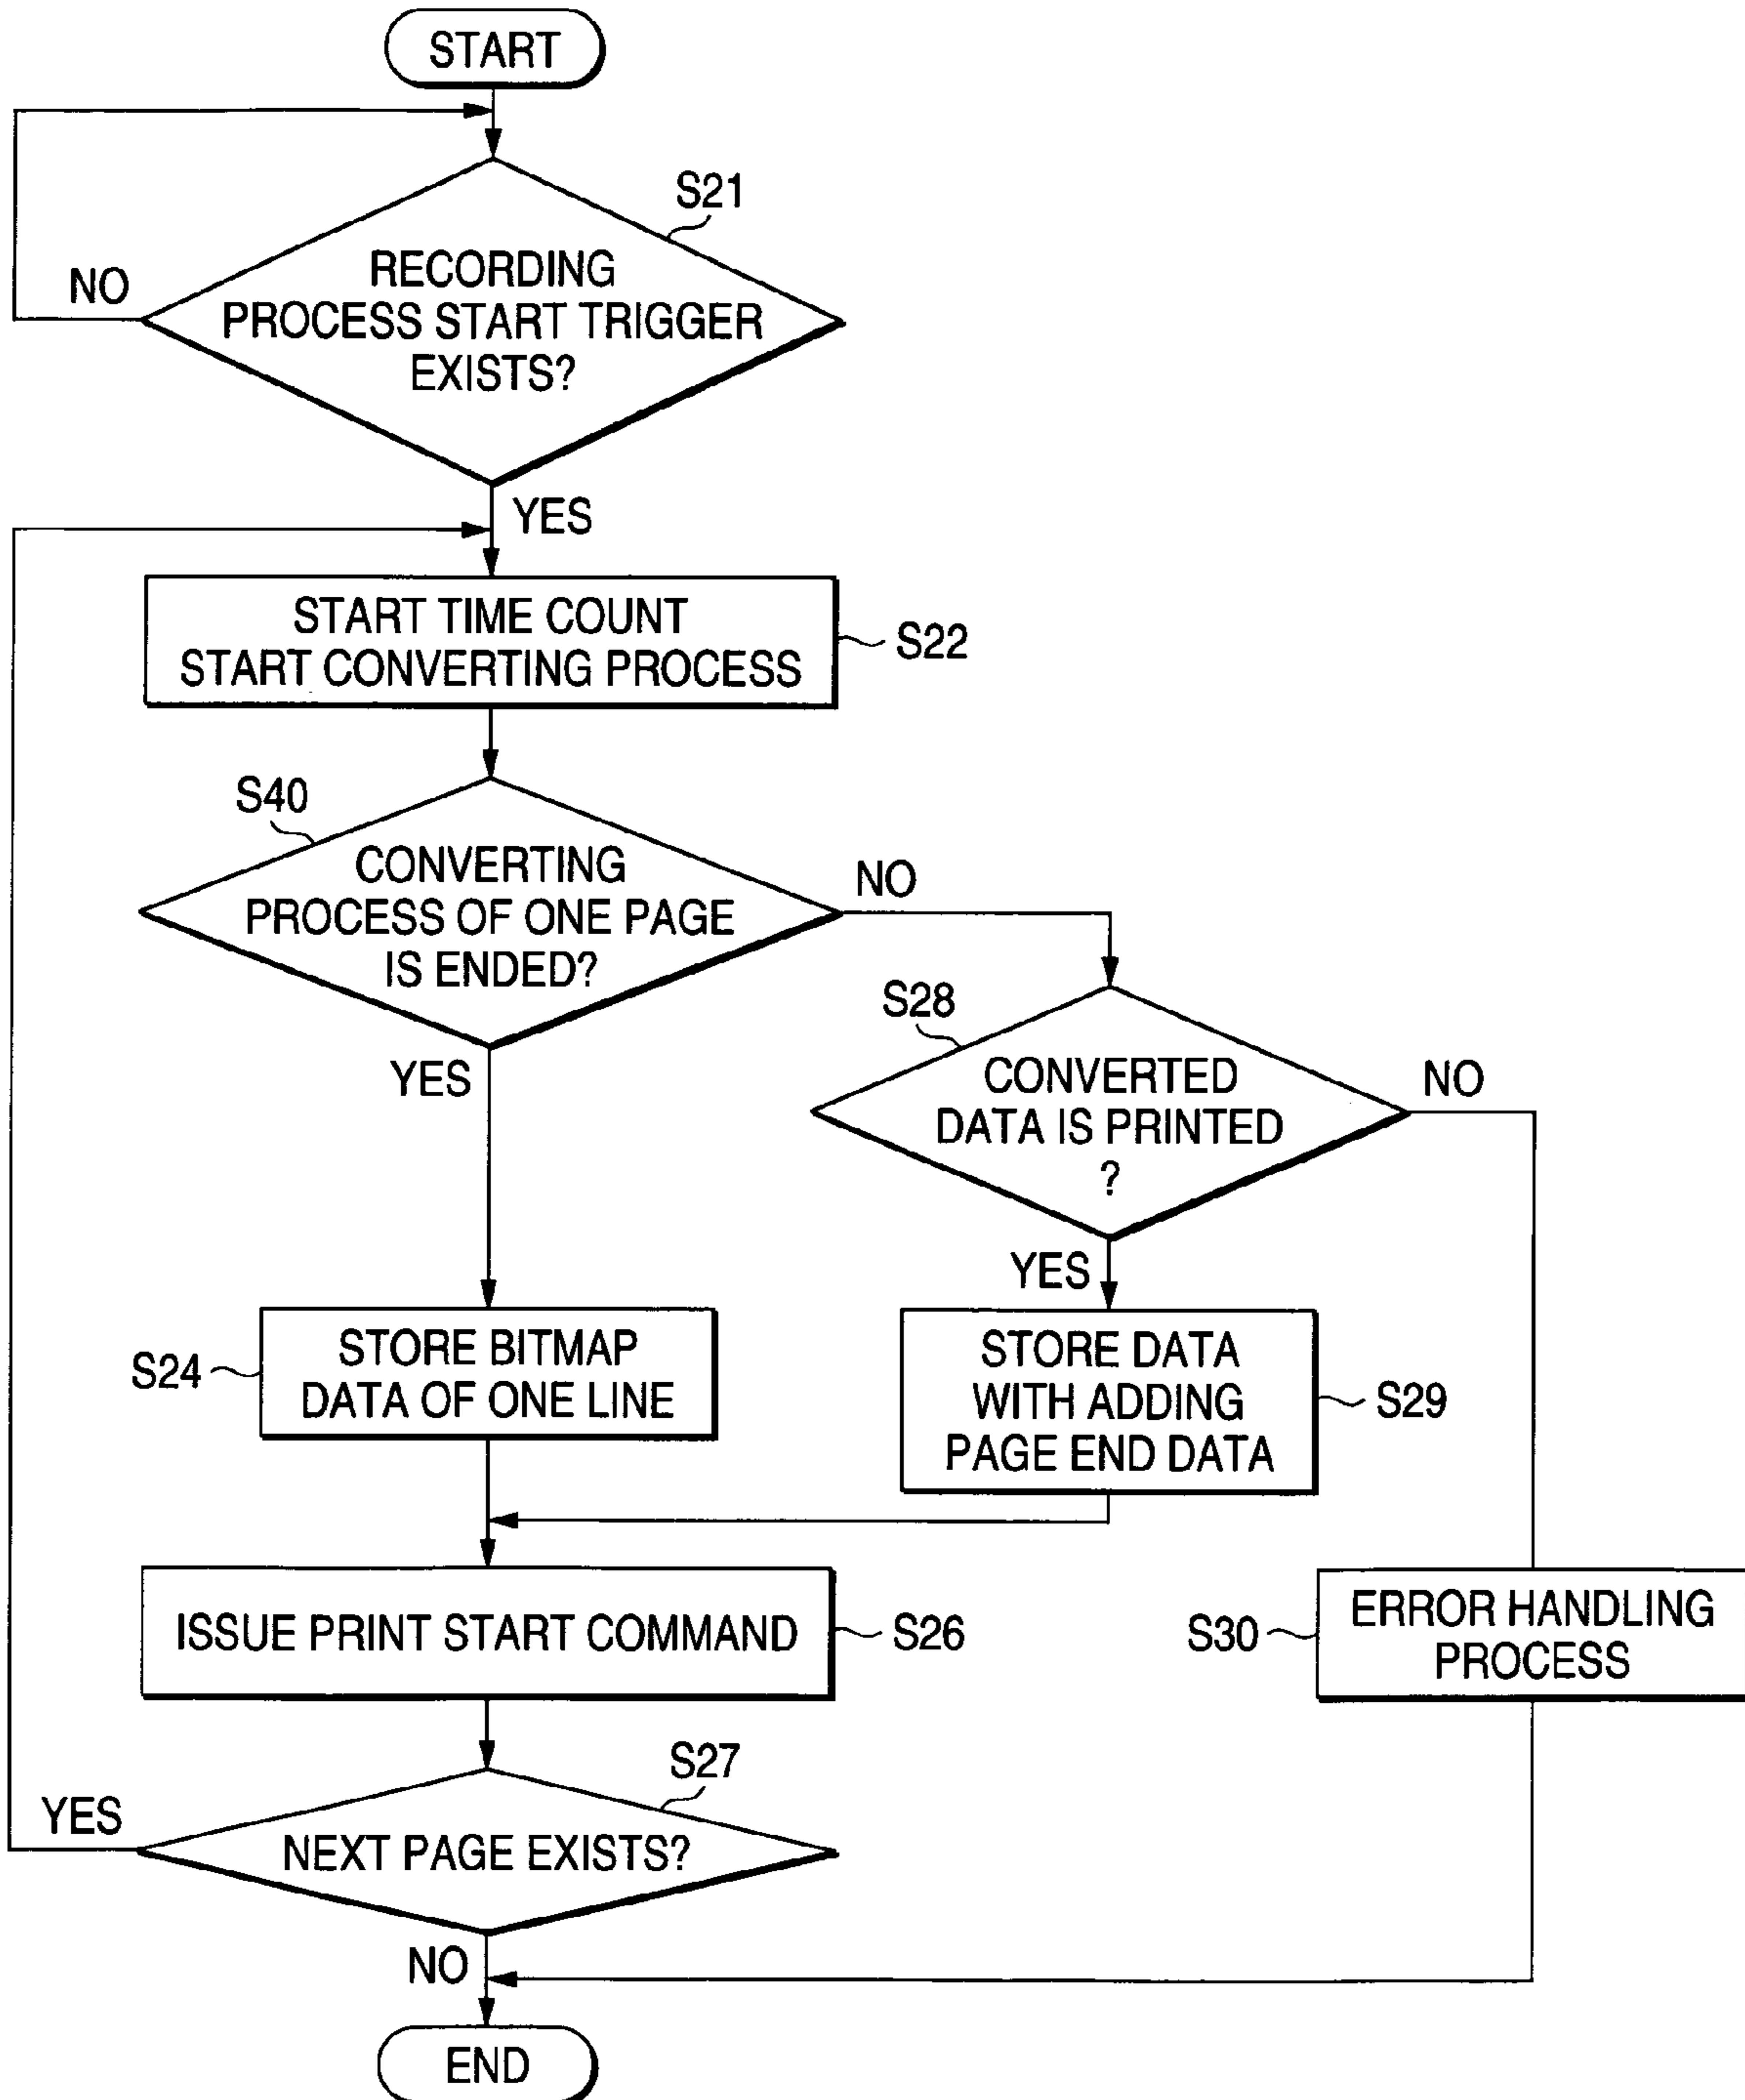 START
S21
RECORDING
PROCESS START TRIGGER
EXISTS?
NO
YES
START TIME COUNT
START CONVERTING PROCESS
S22
S40
CONVERTING
PROCESS OF ONE PAGE
IS ENDED?
NO
YES
S28
CONVERTED
DATA IS PRINTED
?
NO
YES
STORE BITMAP
DATA OF ONE LINE
S24
STORE DATA
WITH ADDING
PAGE END DATA
S29
ISSUE PRINT START COMMAND
S26
S30
ERROR HANDLING
PROCESS
S27
NEXT PAGE EXISTS?
YES
NO
END